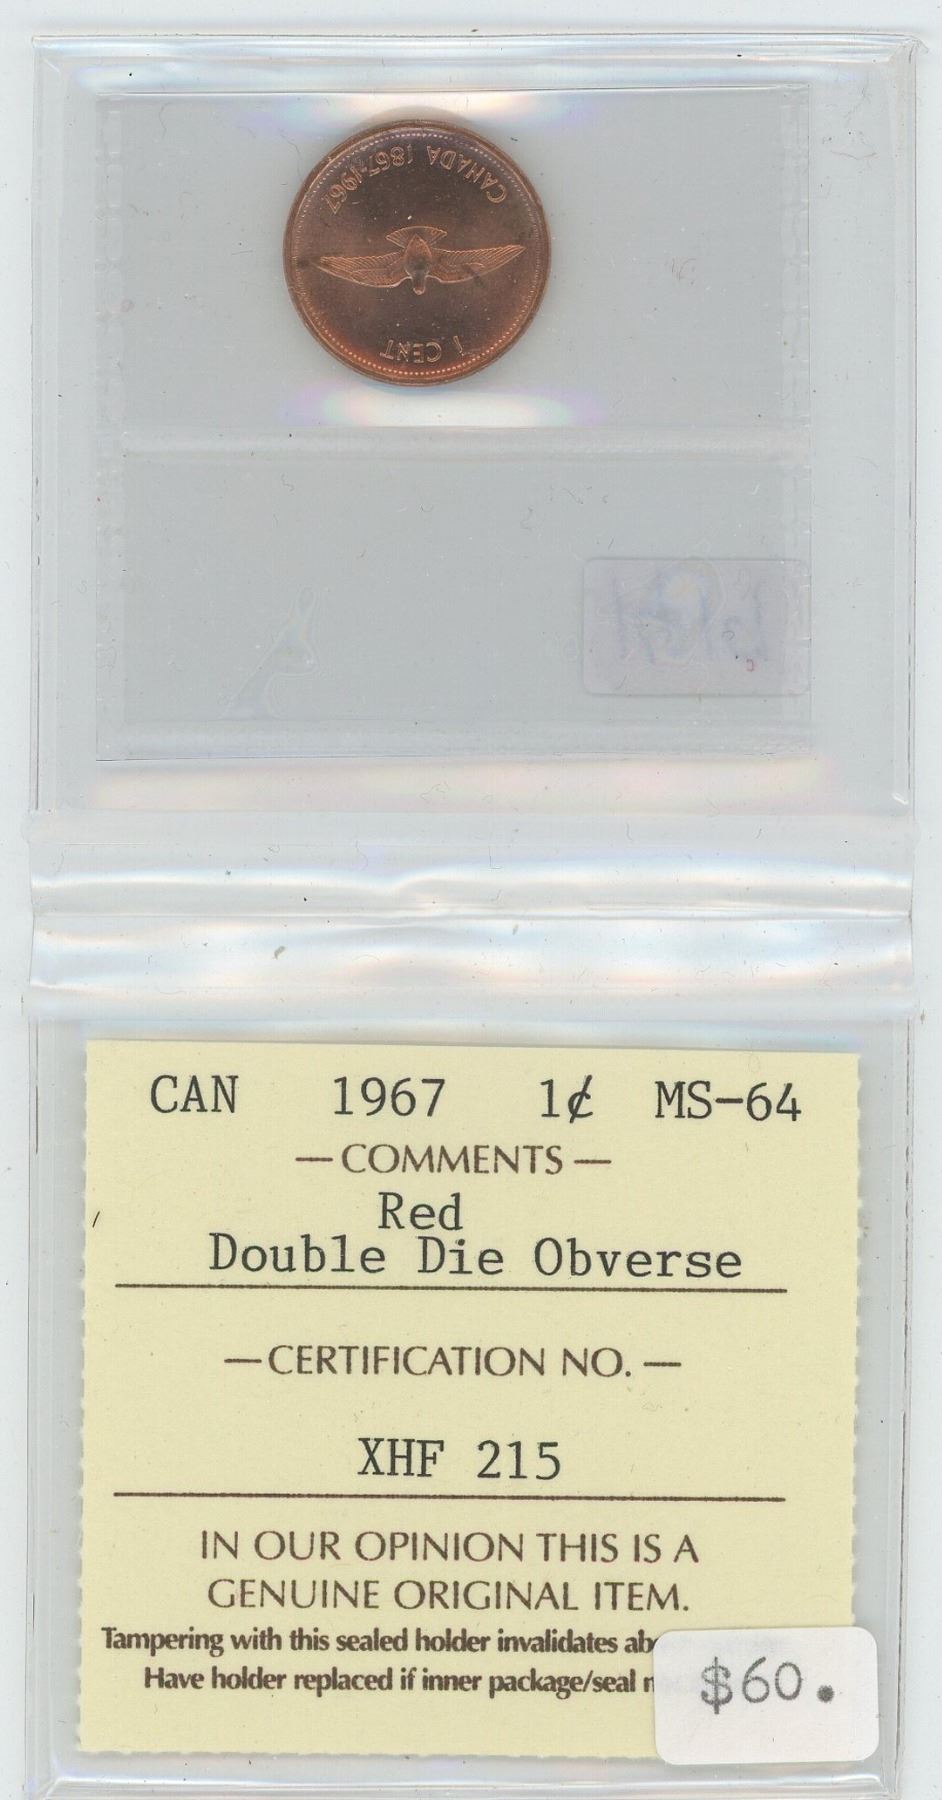 CANADA 1867-1967
1 CENT
CAN 1967 1¢ MS-64
— COMMENTS —
Red
Double Die Obverse
— CERTIFICATION NO. —
XHF 215
IN OUR OPINION THIS IS A
GENUINE ORIGINAL ITEM.
Tampering with this sealed holder invalidates
Have holder replaced if inner package/seal
$60.